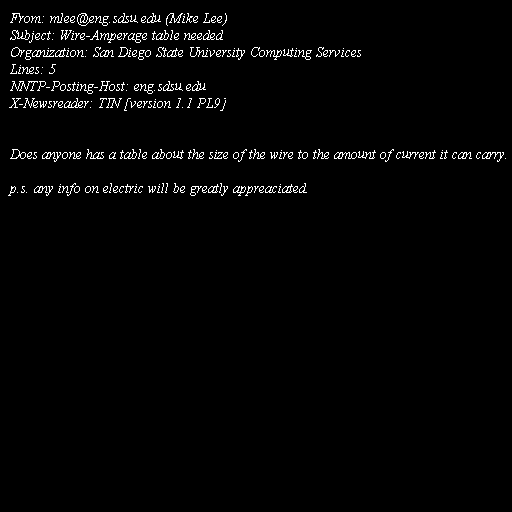 From: mlee@eng.sdsu.edu (Mike Lee)
Subject: Wire-Amperage table needed
Organization: San Diego State University Computing Services
Lines: 5
NNTP-Posting-Host: eng.sdsu.edu
X-Newsreader: TIN [version 1.1 PL9]
Does anyone has a table about the size of the wire to the amount of current it can carry.
p.s. any info on electric will be greatly appreaciated.